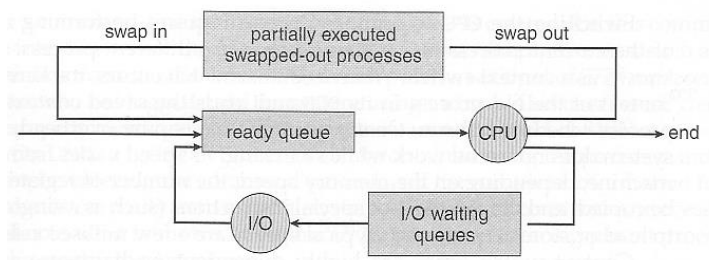 swap in
partially executed
swapped-out processes
swap out
ready queue
CPU
end
I/O
I/O waiting
queues